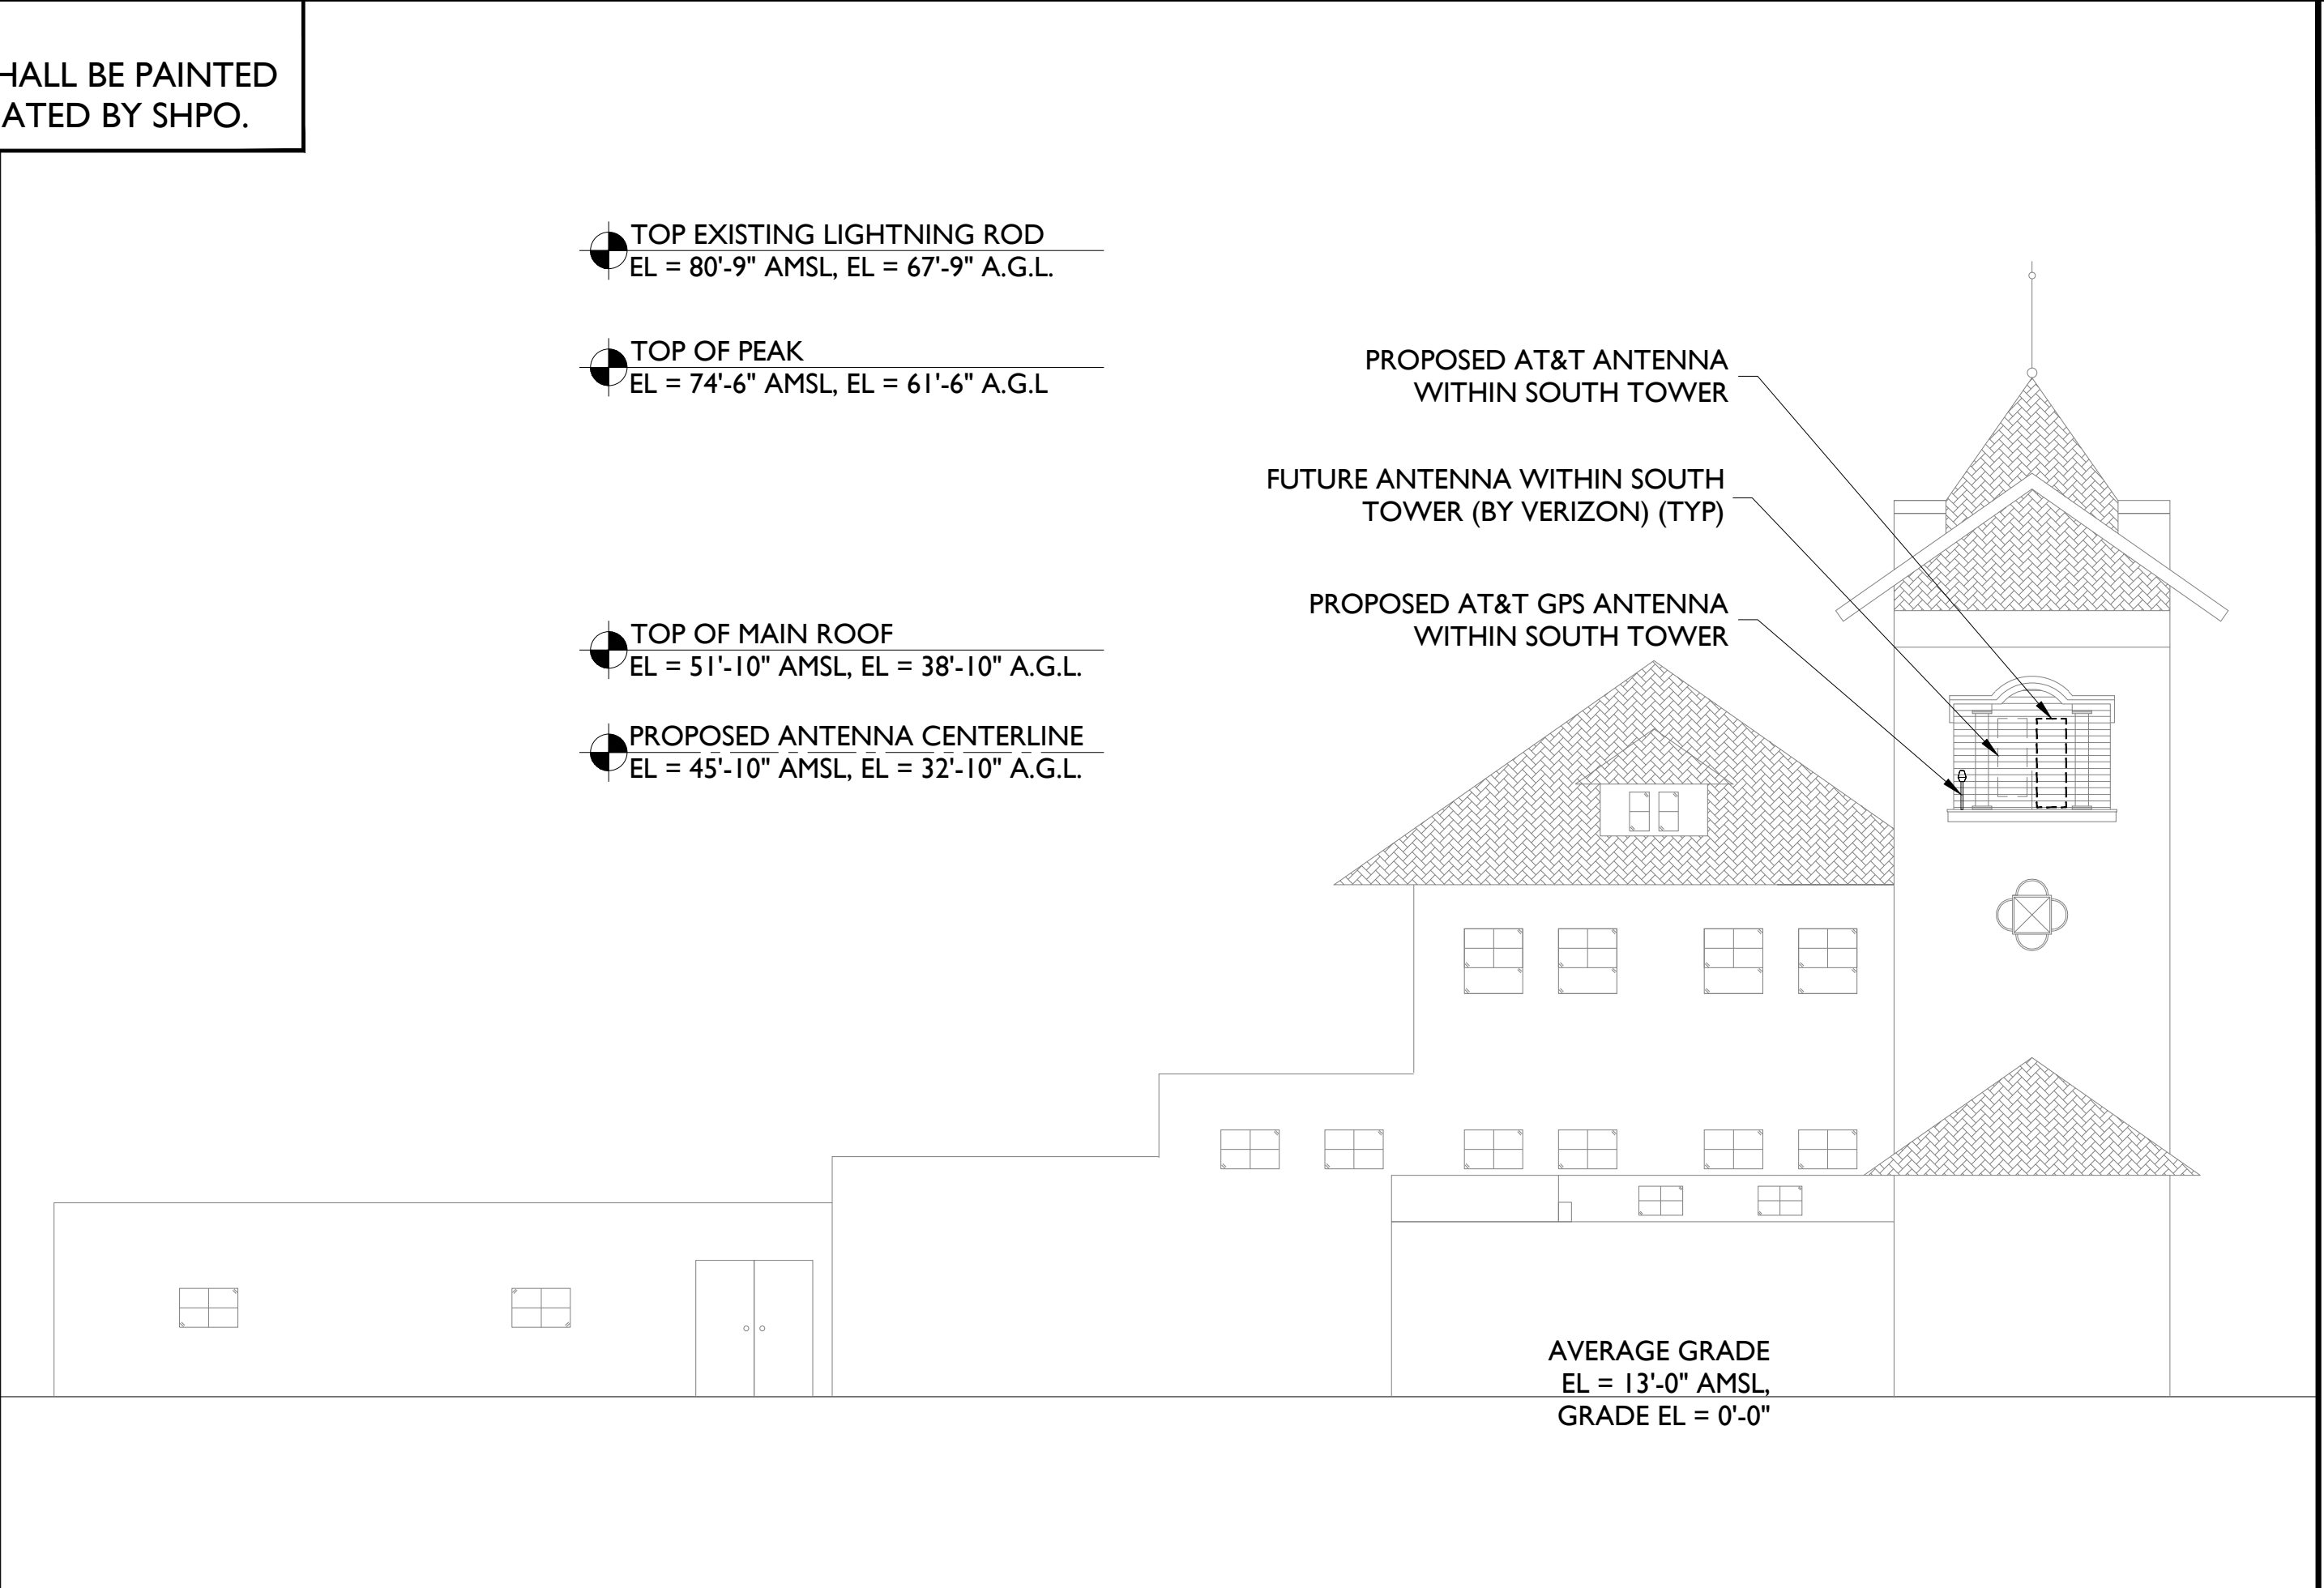 HALL BE PAINTED
ATED BY SHPO.
TOP EXISTING LIGHTNING ROD
EL = 80'-9" AMSL, EL = 67'-9" A.G.L.
TOP OF PEAK
EL = 74'-6" AMSL, EL = 61'-6" A.G.L
TOP OF MAIN ROOF
EL = 51'-10" AMSL, EL = 38'-10" A.G.L.
PROPOSED ANTENNA CENTERLINE
EL = 45'-10" AMSL, EL = 32'-10" A.G.L.
PROPOSED AT&T ANTENNA
WITHIN SOUTH TOWER
FUTURE ANTENNA WITHIN SOUTH
TOWER (BY VERIZON) (TYP)
PROPOSED AT&T GPS ANTENNA
WITHIN SOUTH TOWER
AVERAGE GRADE
EL = 13'-0" AMSL,
GRADE EL = 0'-0"